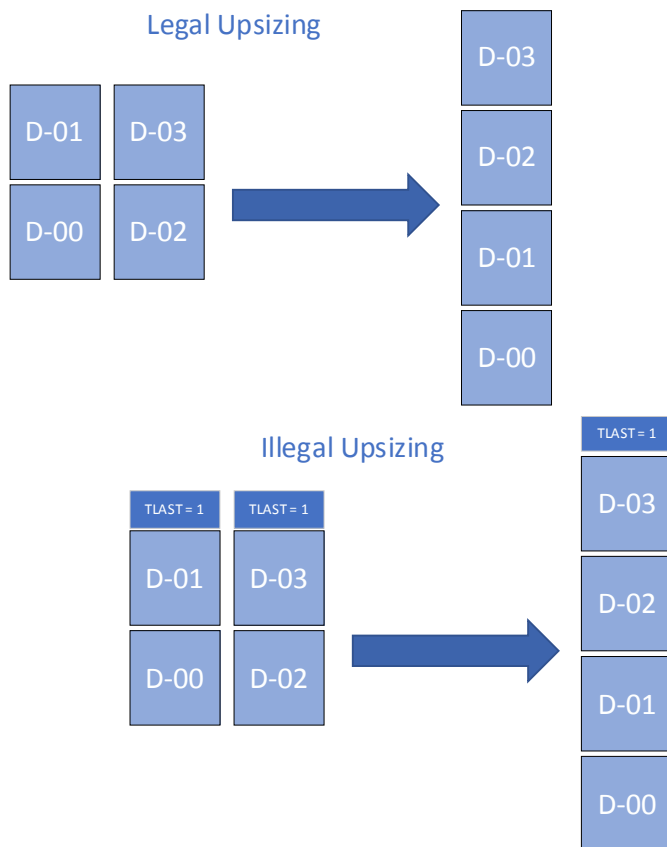 Legal Upsizing
D-01 D-03
D-00 D-02
D-03
D-02
D-01
D-00
Illegal Upsizing
TLAST = 1 TLAST = 1
D-01 D-03
D-00 D-02
TLAST = 1
D-03
D-02
D-01
D-00